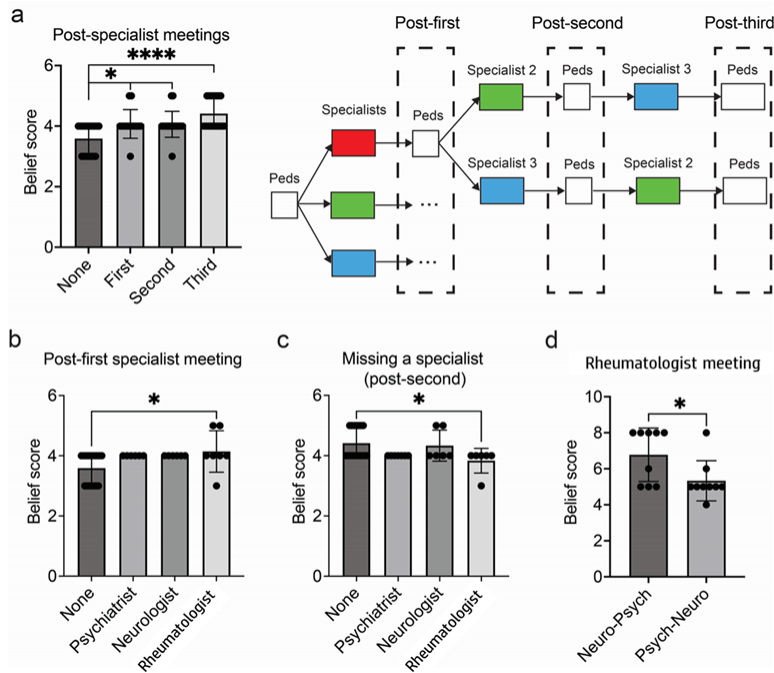 a
Post-specialist meetings
****
*
6
4
2
0
Belief score
None
First
Second
Third
Post-first
Post-second
Post-third
Specialist 2
Peds
Specialist 3
Peds
Specialists
Peds
Peds
...
...
Specialist 3
Peds
Specialist 2
Peds
b
Post-first specialist meeting
*
6
4
2
0
Belief score
None
Psychiatrist
Neurologist
Rheumatologist
c
Missing a specialist
(post-second)
*
6
4
2
0
Belief score
None
Psychiatrist
Neurologist
Rheumatologist
d
Rheumatologist meeting
*
10
8
6
4
2
0
Belief score
Neuro-Psych
Psych-Neuro